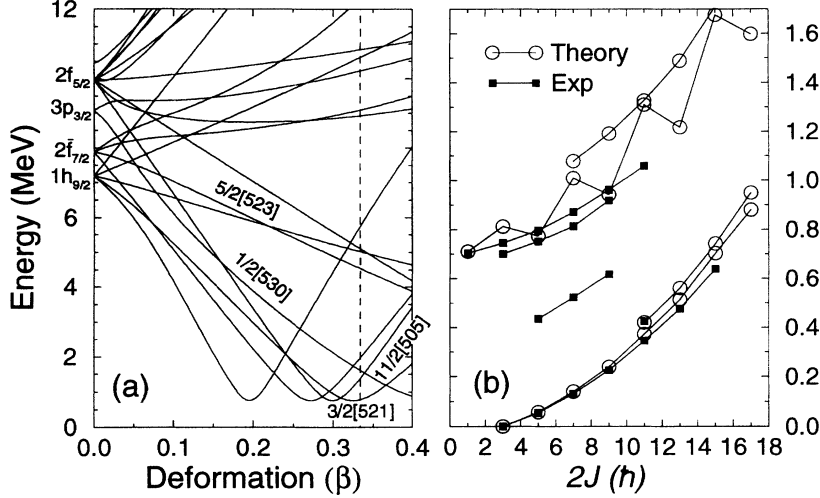 12
10
8
6
4
2
0
2f5/2
3p3/2
2f̄7/2
1h9/2
Energy (MeV)
5/2[523]
1/2[530]
11/2[505]
3/2[521]
(a)
0.0 0.1 0.2 0.3 0.4
Deformation (β)
Theory
Exp
(b)
1.6
1.4
1.2
1.0
0.8
0.6
0.4
0.2
0.0
0 2 4 6 8 10 12 14 16 18
2J (ħ)